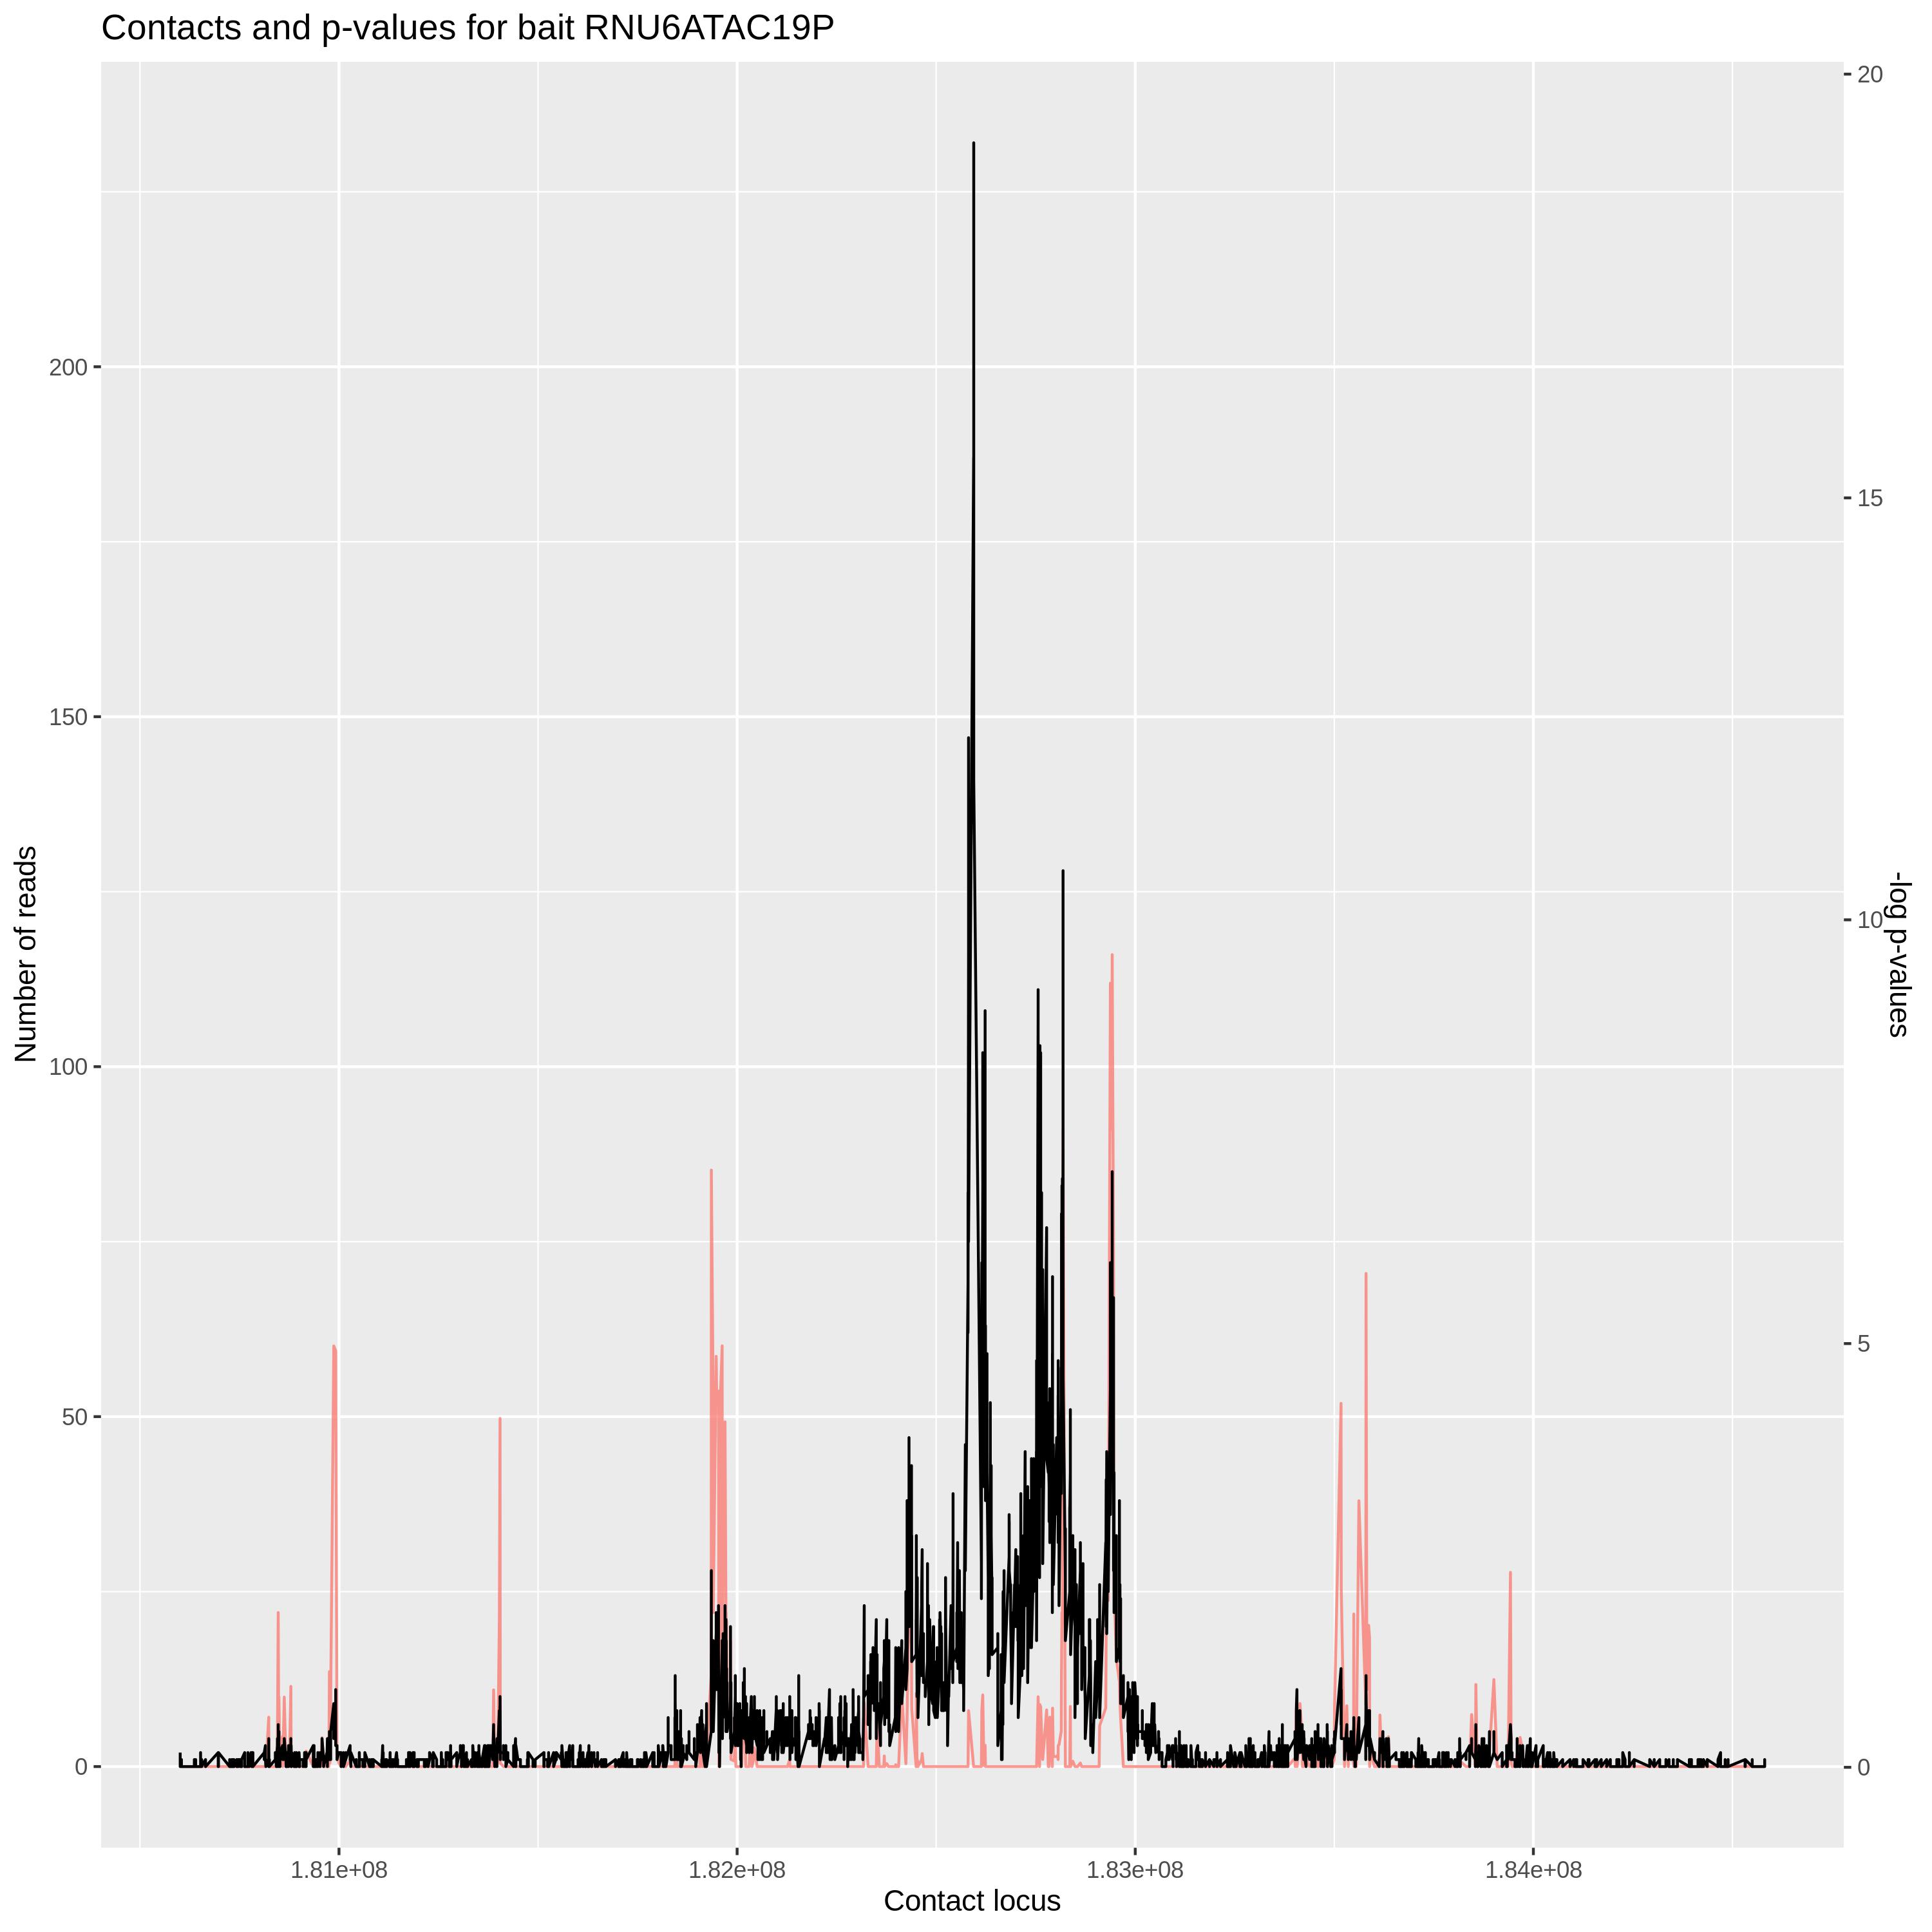 Contacts and p-values for bait RNU6ATAC19P
Number of reads
200
150
100
50
0
20
15
10
5
0
-log p-values
1.81e+08 1.82e+08 1.83e+08 1.84e+08
Contact locus